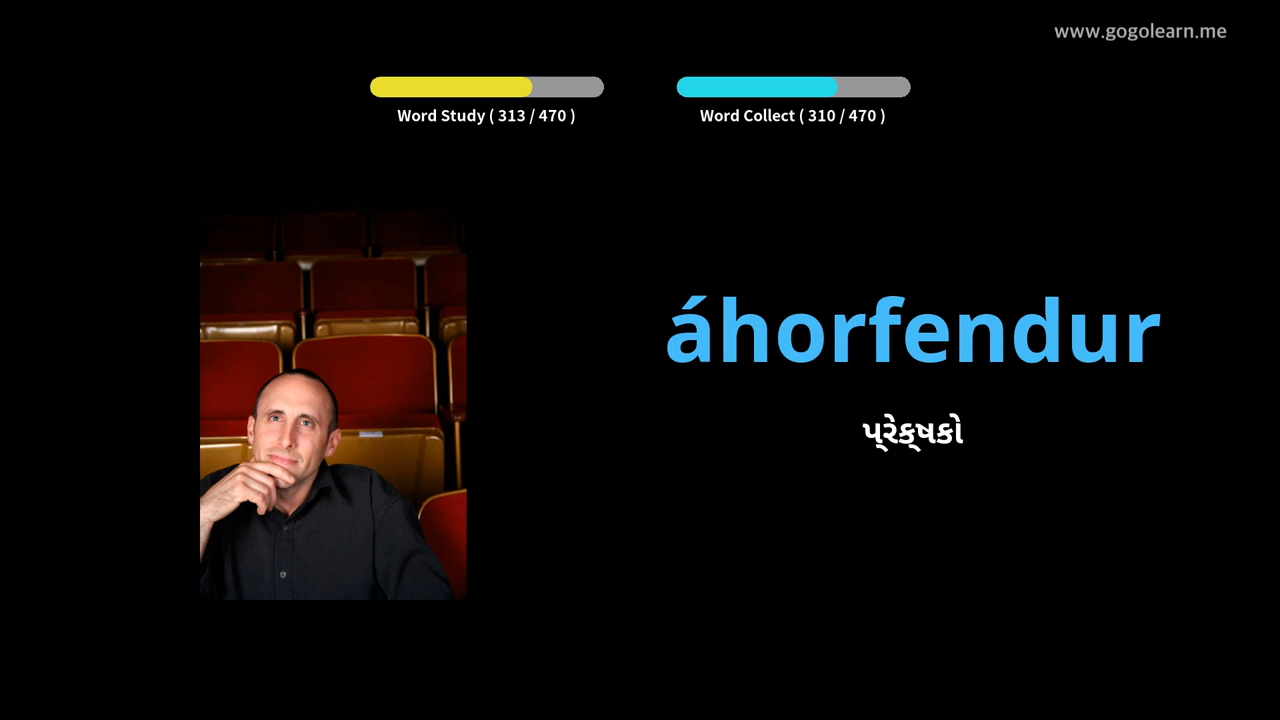 www.gogolearn.me
Word Study ( 313 / 470 )
Word Collect ( 310 / 470 )
áhorfendur
પ્રેક્ષકો